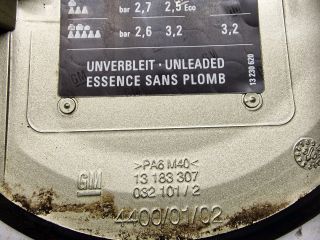 bar 2,7 2,5 Eco
bar 2,6 3,2 3,2
UNVERBLEIT · UNLEADED
ESSENCE SANS PLOMB
13 230 620
>PA6 M40<
GM 13 183 307
032 101 / 2
4400/01/02